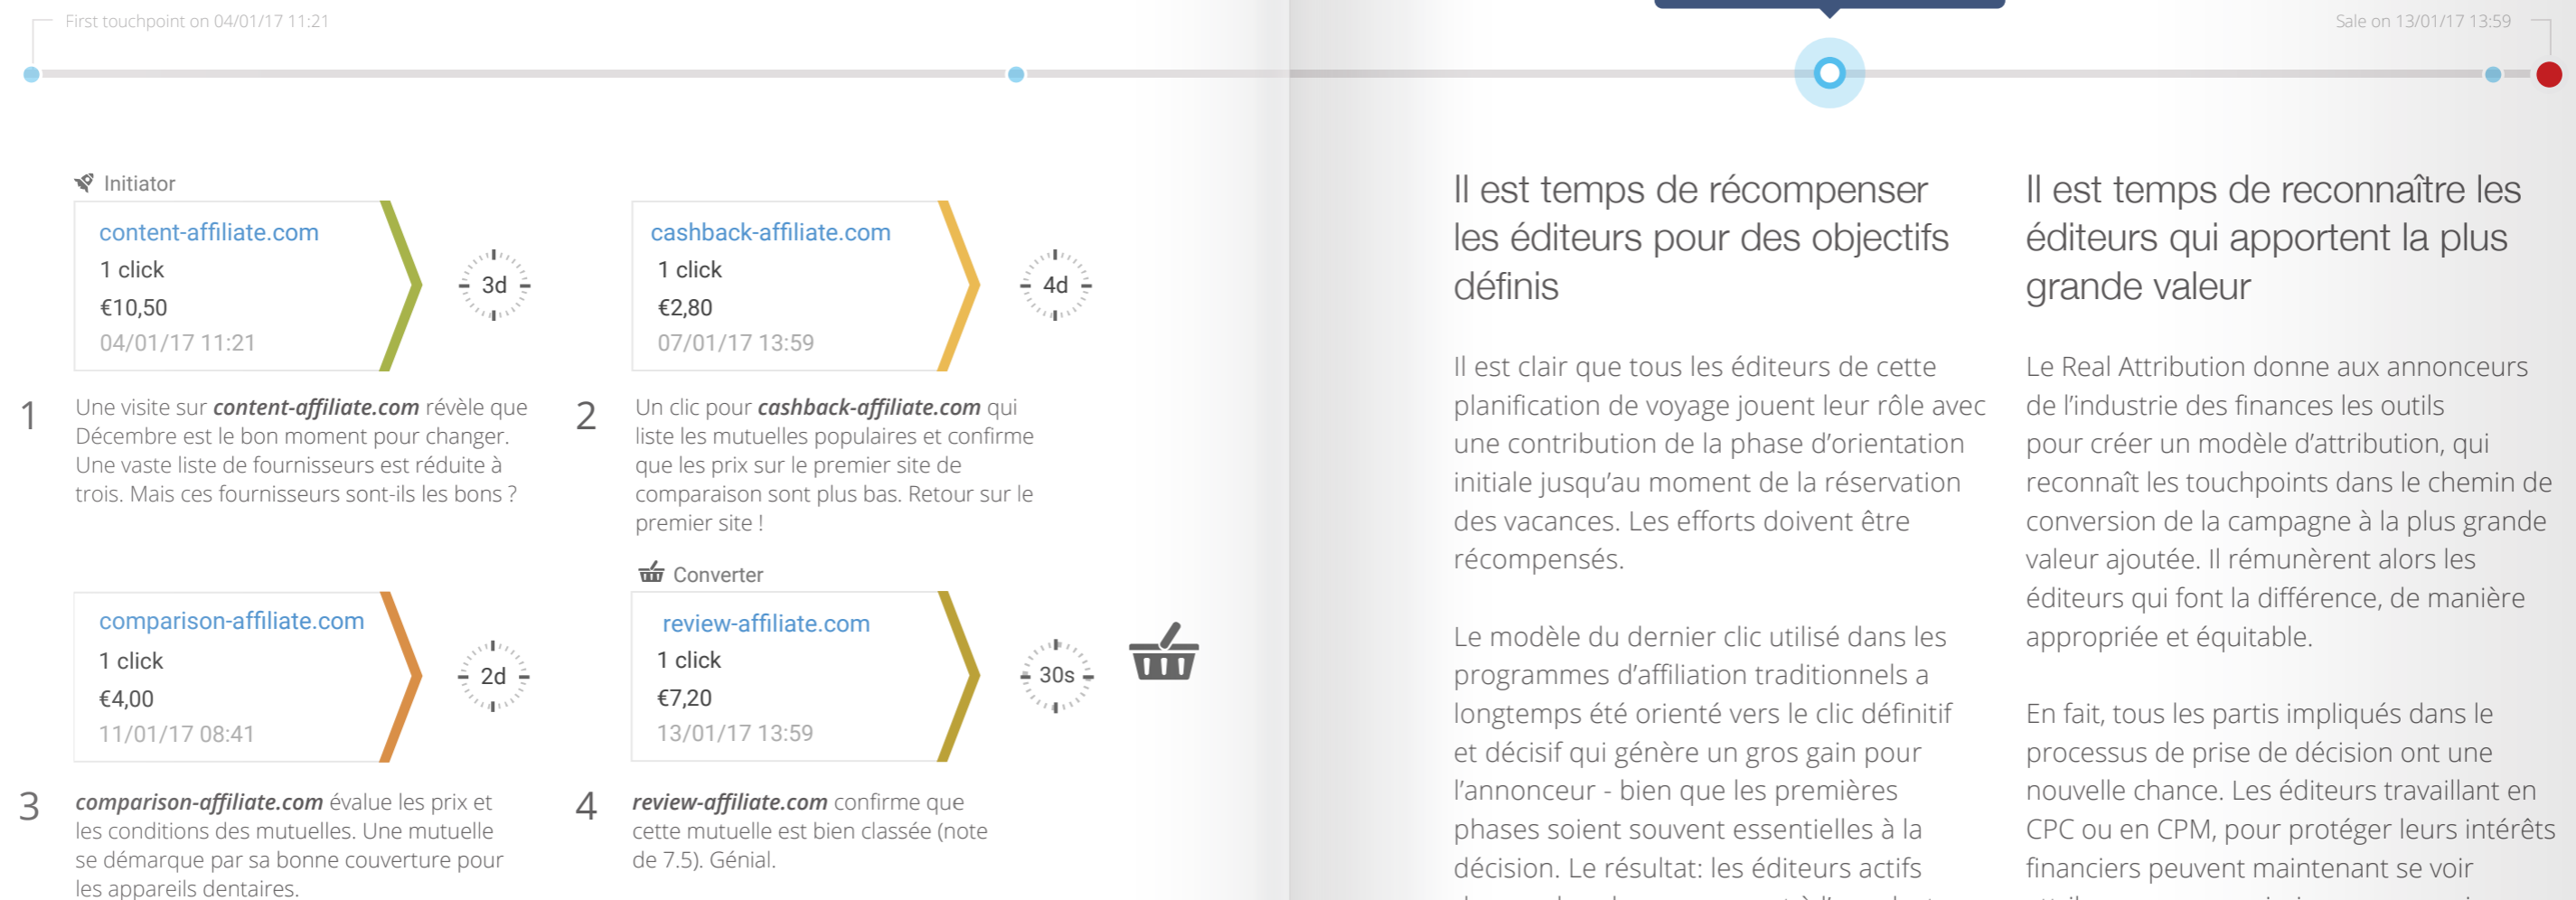 First touchpoint on 04/01/17 11:21
Sale on 13/01/17 13:59
Initiator
content-affiliate.com
1 click
€10,50
04/01/17 11:21
3d
cashback-affiliate.com
1 click
€2,80
07/01/17 13:59
4d
1
Une visite sur content-affiliate.com révèle que
Décembre est le bon moment pour changer.
Une vaste liste de fournisseurs est réduite à
trois. Mais ces fournisseurs sont-ils les bons ?
2
Un clic pour cashback-affiliate.com qui
liste les mutuelles populaires et confirme
que les prix sur le premier site de
comparaison sont plus bas. Retour sur le
premier site !
comparison-affiliate.com
1 click
€4,00
11/01/17 08:41
2d
Converter
review-affiliate.com
1 click
€7,20
13/01/17 13:59
30s
3
comparison-affiliate.com évalue les prix et
les conditions des mutuelles. Une mutuelle
se démarque par sa bonne couverture pour
les appareils dentaires.
4
review-affiliate.com confirme que
cette mutuelle est bien classée (note
de 7.5). Génial.
Il est temps de récompenser
les éditeurs pour des objectifs
définis
Il est clair que tous les éditeurs de cette
planification de voyage jouent leur rôle avec
une contribution de la phase d'orientation
initiale jusqu'au moment de la réservation
des vacances. Les efforts doivent être
récompensés.
Le modèle du dernier clic utilisé dans les
programmes d'affiliation traditionnels a
longtemps été orienté vers le clic définitif
et décisif qui génère un gros gain pour
l'annonceur - bien que les premières
phases soient souvent essentielles à la
décision. Le résultat: les éditeurs actifs
Il est temps de reconnaître les
éditeurs qui apportent la plus
grande valeur
Le Real Attribution donne aux annonceurs
de l'industrie des finances les outils
pour créer un modèle d'attribution, qui
reconnaît les touchpoints dans le chemin de
conversion de la campagne à la plus grande
valeur ajoutée. Il rémunèrent alors les
éditeurs qui font la différence, de manière
appropriée et équitable.
En fait, tous les partis impliqués dans le
processus de prise de décision ont une
nouvelle chance. Les éditeurs travaillant en
CPC ou en CPM, pour protéger leurs intérêts
financiers peuvent maintenant se voir